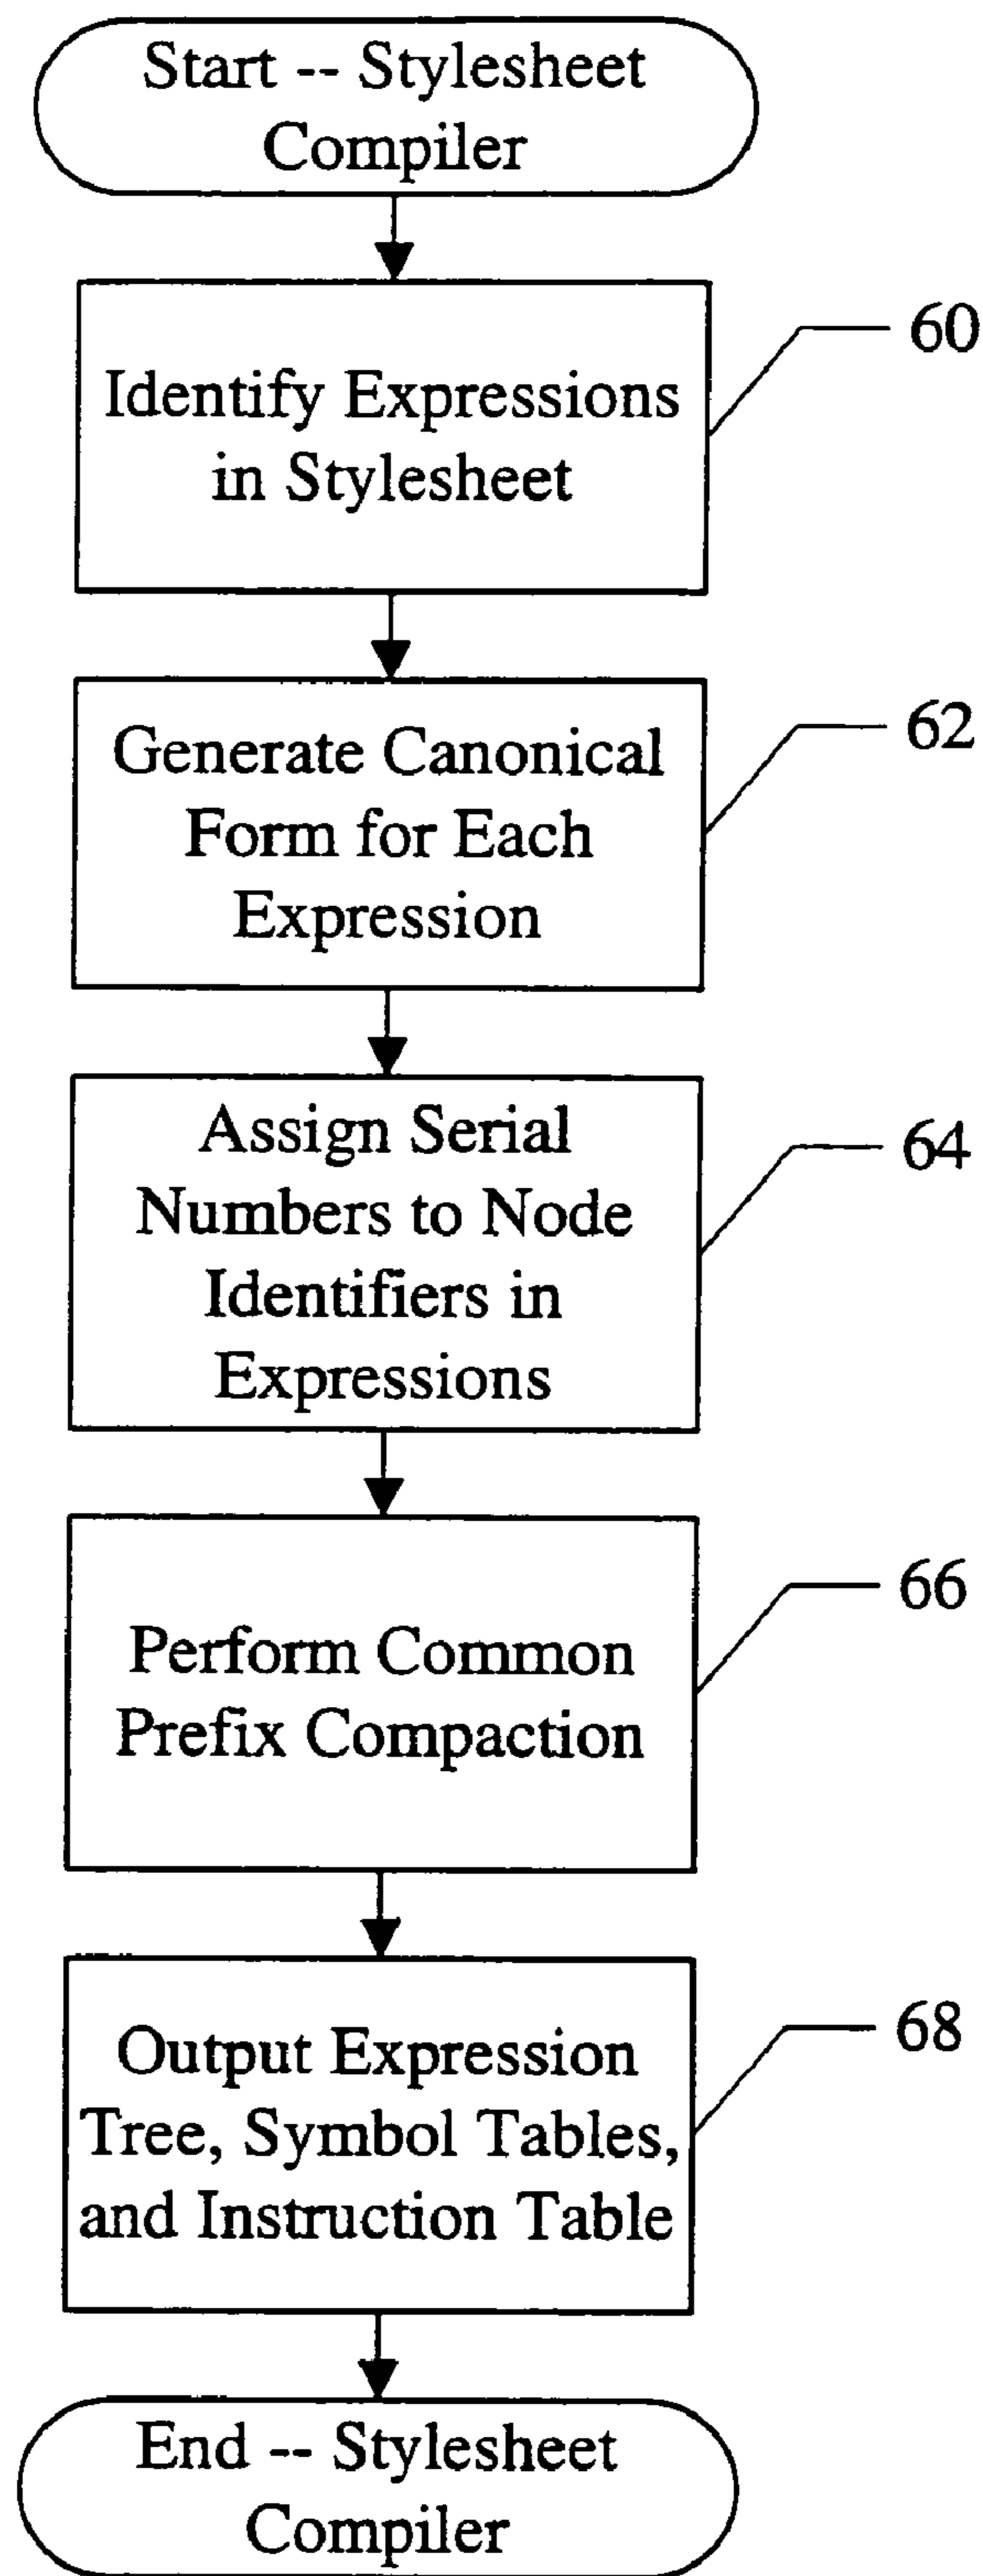 Start -- Stylesheet
Compiler
60
Identify Expressions
in Stylesheet
62
Generate Canonical
Form for Each
Expression
64
Assign Serial
Numbers to Node
Identifiers in
Expressions
66
Perform Common
Prefix Compaction
68
Output Expression
Tree, Symbol Tables,
and Instruction Table
End -- Stylesheet
Compiler